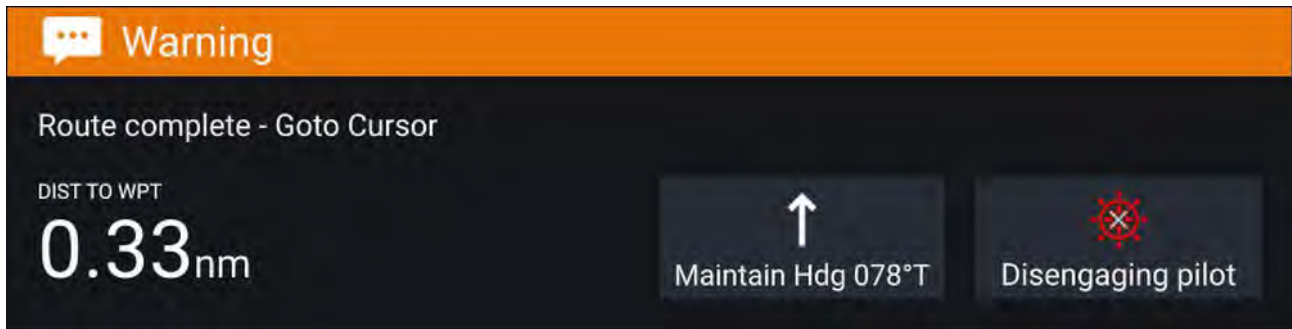 Warning
Route complete - Goto Cursor
DIST TO WPT
0.33nm
Maintain Hdg 078°T
Disengaging pilot